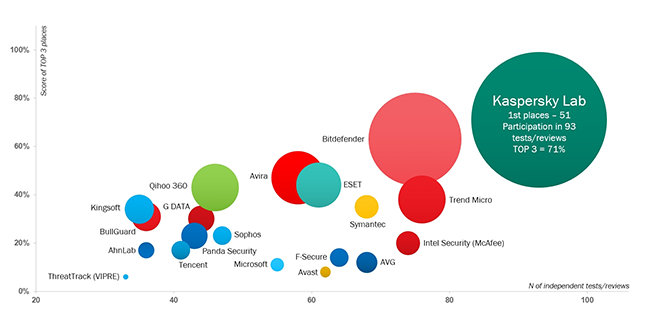 Score of TOP 3 places
100%
80%
60%
40%
20%
0%
20
40
60
80
100
N of independent tests/reviews
Kaspersky Lab
1st places – 51
Participation in 93
tests/reviews
TOP 3 = 71%
Bitdefender
Avira
ESET
Qihoo 360
Trend Micro
Kingsoft
G DATA
Symantec
BullGuard
Sophos
Intel Security (McAfee)
AhnLab
Panda Security
F-Secure
AVG
Tencent
Microsoft
Avast
ThreatTrack (VIPRE)